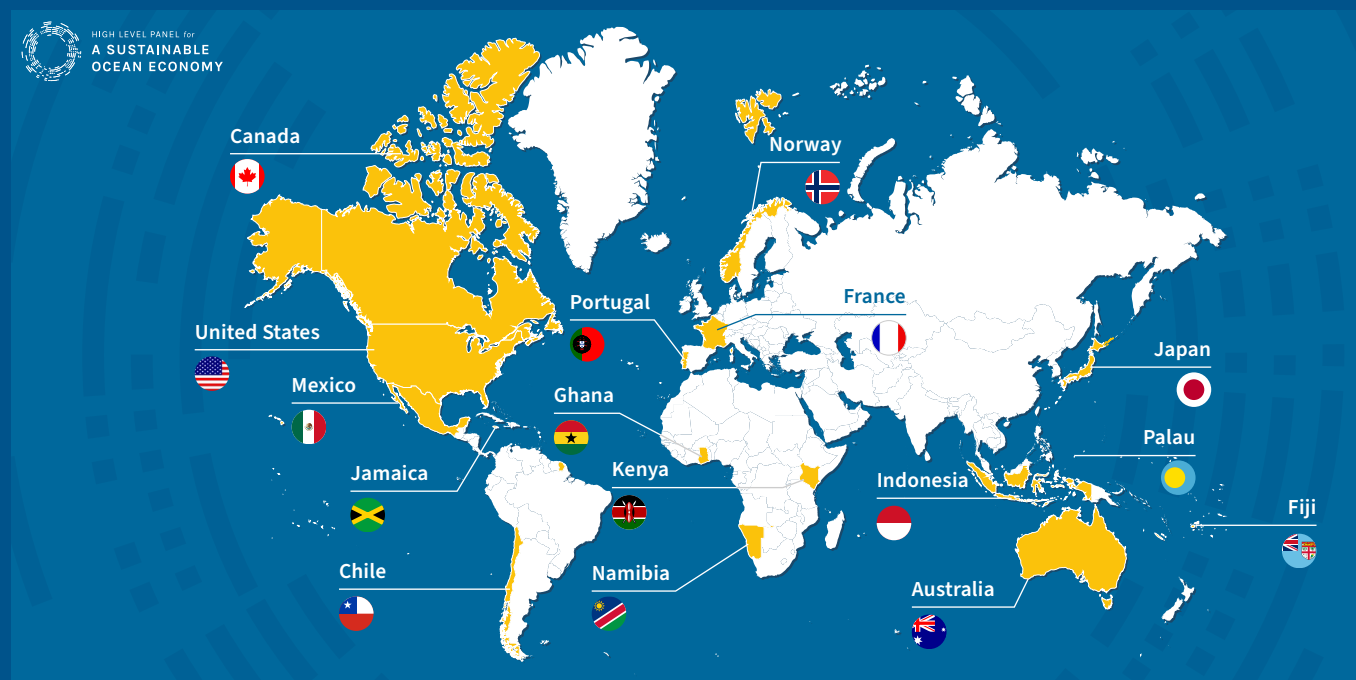 HIGH LEVEL PANEL for
A SUSTAINABLE
OCEAN ECONOMY
Canada
Norway
Portugal
France
United States
Japan
Mexico
Ghana
Palau
Jamaica
Kenya
Indonesia
Fiji
Chile
Namibia
Australia